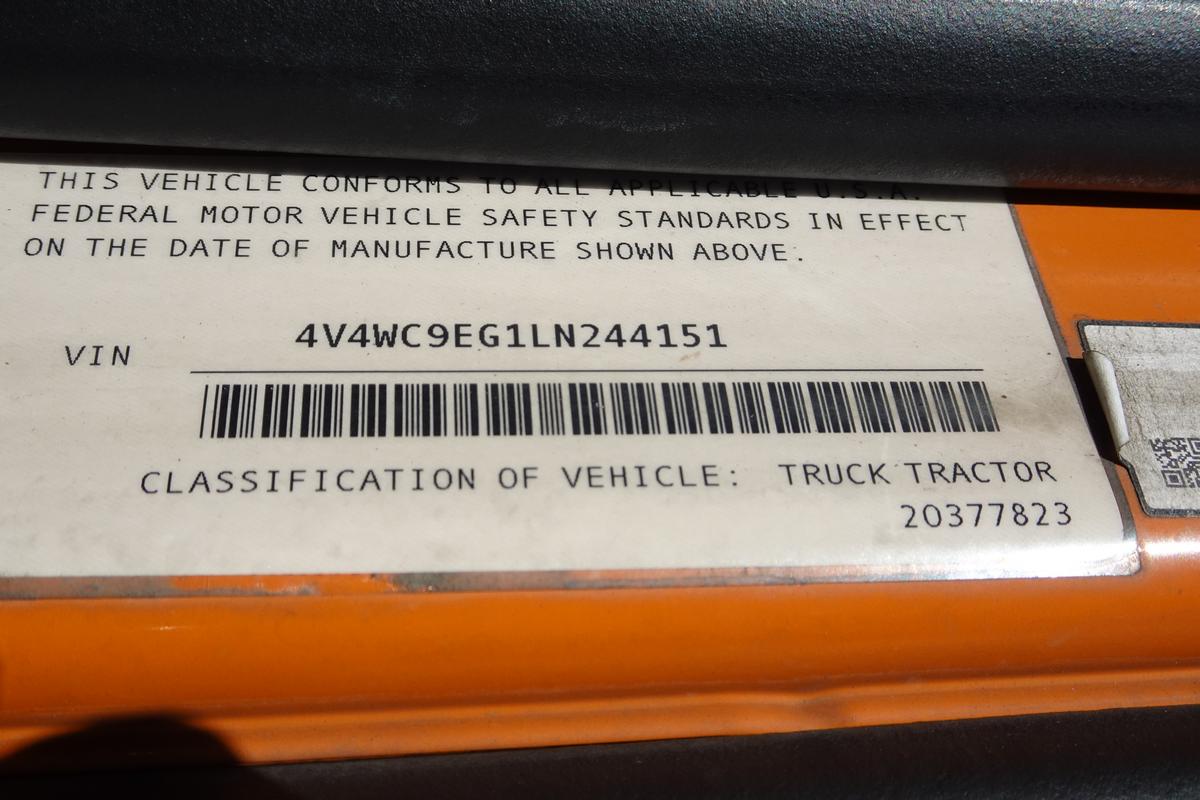 THIS VEHICLE CONFORMS TO ALL APPLICABLE U.S.A.
FEDERAL MOTOR VEHICLE SAFETY STANDARDS IN EFFECT
ON THE DATE OF MANUFACTURE SHOWN ABOVE.
4V4WC9EG1LN244151
VIN
CLASSIFICATION OF VEHICLE: TRUCK TRACTOR
20377823